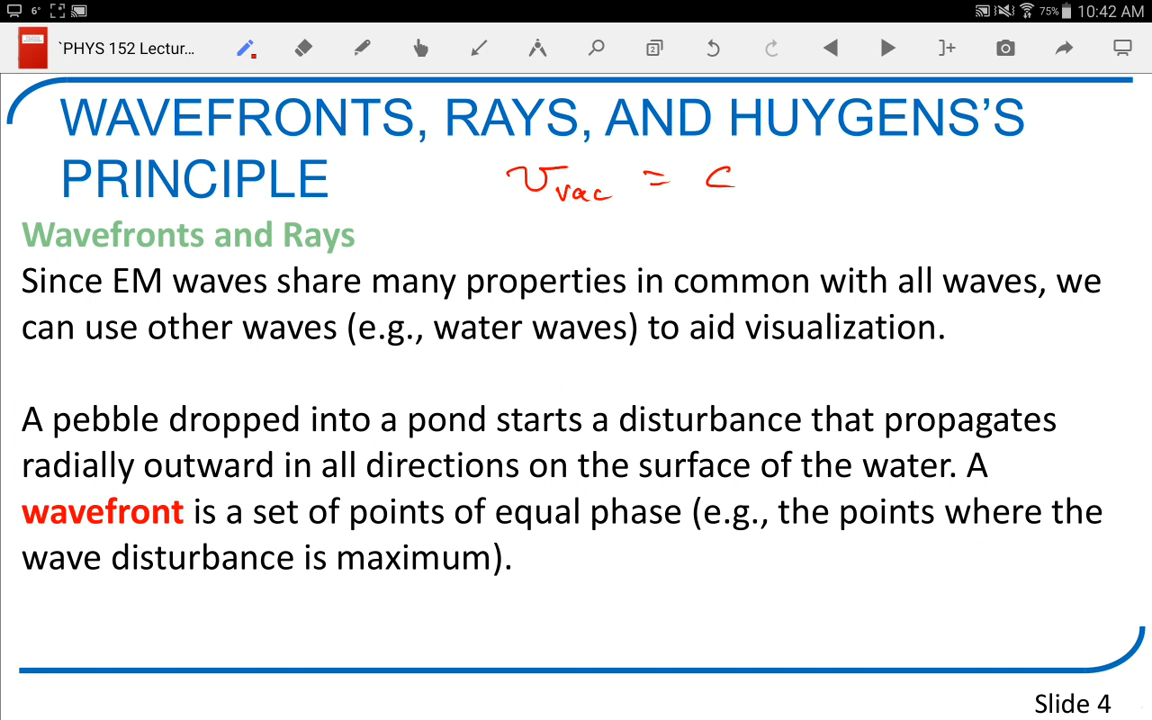 6°
75%
10:42 AM
`PHYS 152 Lectur...
2
WAVEFRONTS, RAYS, AND HUYGENS’S
PRINCIPLE
v vac = c
Wavefronts and Rays
Since EM waves share many properties in common with all waves, we
can use other waves (e.g., water waves) to aid visualization.
A pebble dropped into a pond starts a disturbance that propagates
radially outward in all directions on the surface of the water. A
wavefront is a set of points of equal phase (e.g., the points where the
wave disturbance is maximum).
Slide 4